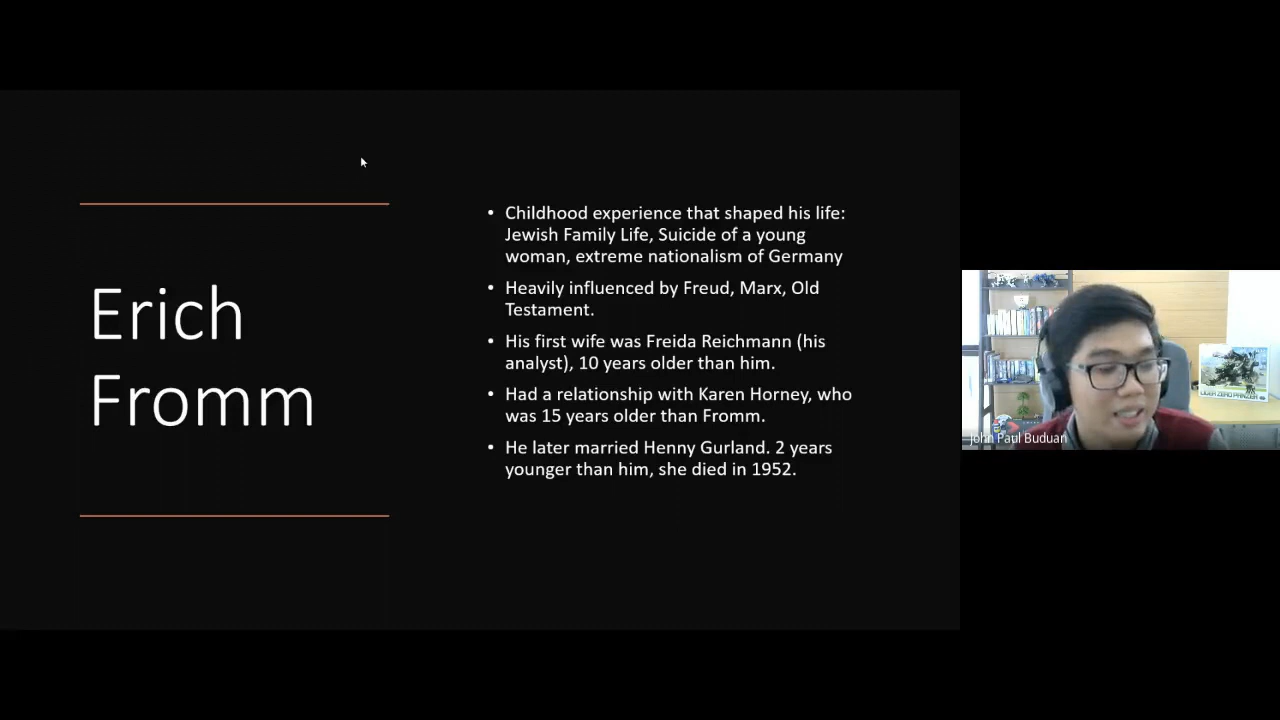 Erich
Fromm
• Childhood experience that shaped his life:
Jewish Family Life, Suicide of a young
woman, extreme nationalism of Germany
• Heavily influenced by Freud, Marx, Old
Testament.
• His first wife was Freida Reichmann (his
analyst), 10 years older than him.
• Had a relationship with Karen Horney, who
was 15 years older than Fromm.
• He later married Henny Gurland. 2 years
younger than him, she died in 1952.
John Paul Buduan